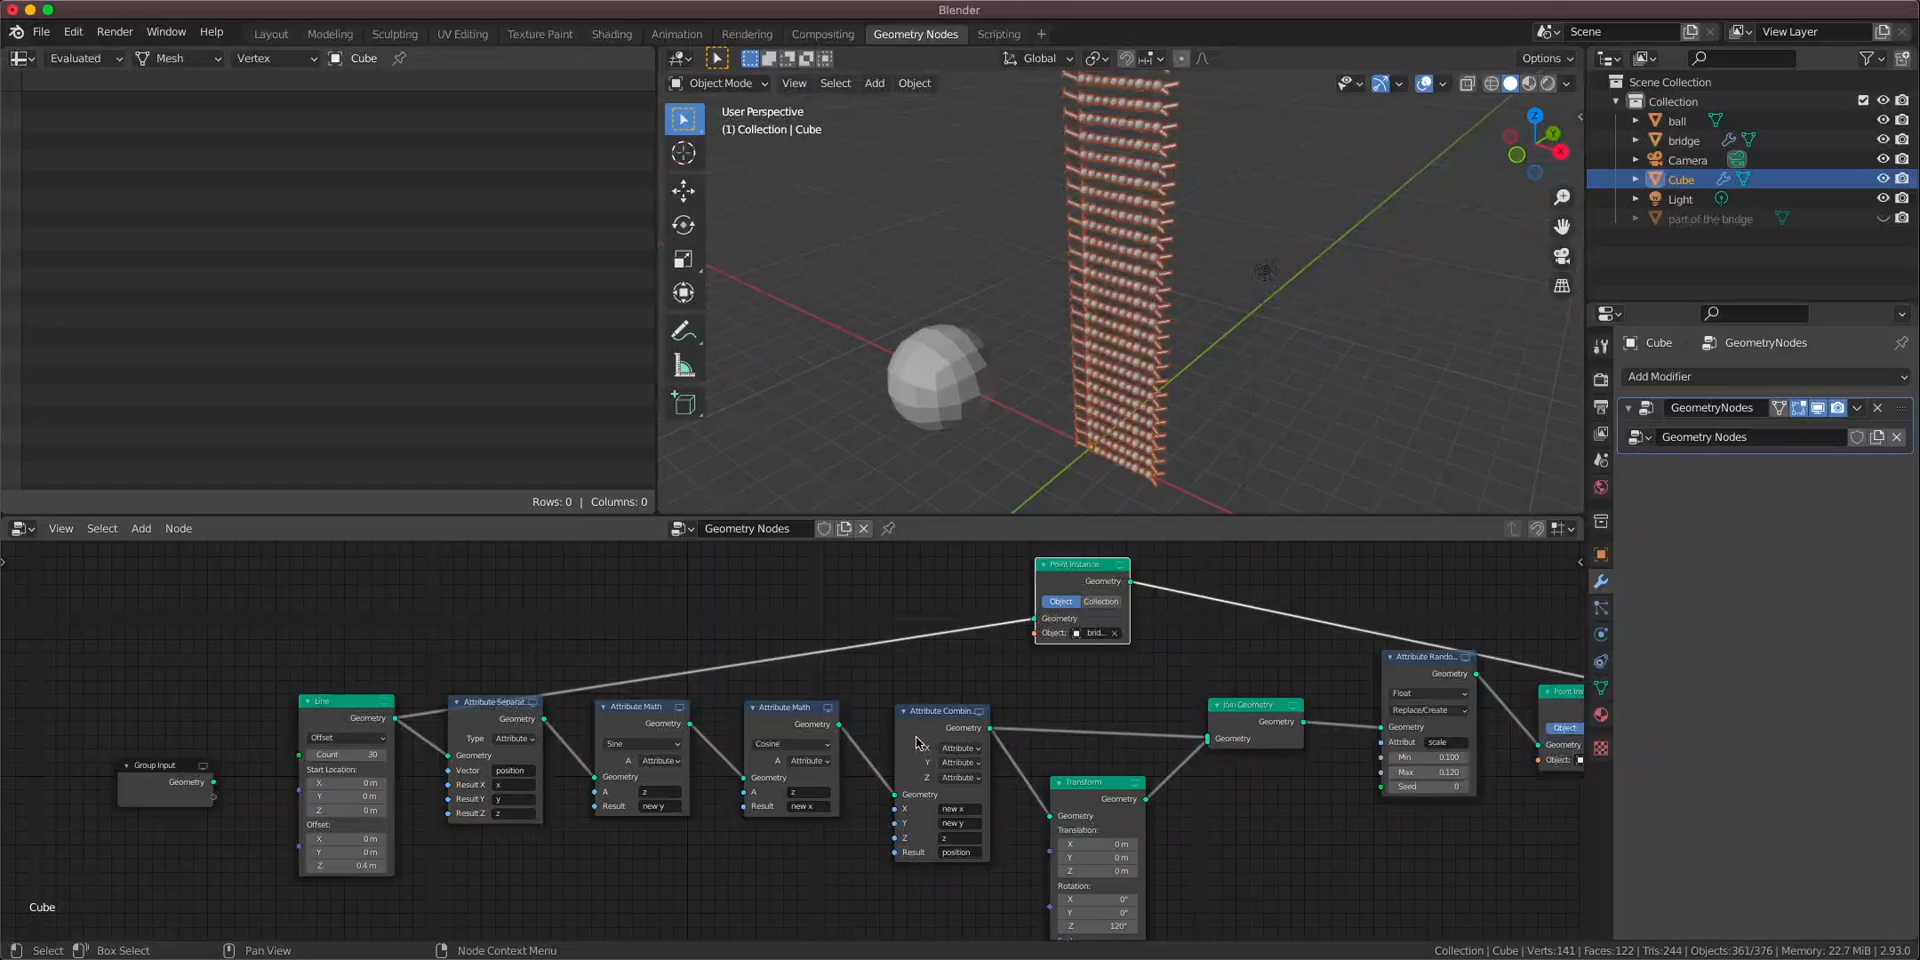 Blender
File Edit Render Window Help Layout Modeling Sculpting UV Editing Texture Paint Shading Animation Rendering Compositing Geometry Nodes Scripting + Scene View Layer
Evaluated Mesh Vertex Cube Global Options
Object Mode View Select Add Object
User Perspective
(1) Collection | Cube
Z
Y
X
Scene Collection
Collection
ball
bridge
Camera
Cube
Light
part of the bridge
Cube GeometryNodes
Add Modifier
GeometryNodes
Geometry Nodes
Rows: 0 | Columns: 0
View Select Add Node Geometry Nodes
Point Instance
Geometry
Object Collection
Geometry
Object: brid...
Group Input
Geometry
Line
Geometry
Offset
Count 30
Start Location:
X 0 m
Y 0 m
Z 0 m
Offset:
X 0 m
Y 0 m
Z 0.4 m
Attribute Separat...
Geometry
Type Attribute
Geometry
Vector position
Result X x
Result Y y
Result Z z
Attribute Math
Geometry
Sine
A Attribute
Geometry
A z
Result new y
Attribute Math
Geometry
Cosine
A Attribute
Geometry
A z
Result new x
Attribute Combin...
Geometry
X Attribute
Y Attribute
Z Attribute
Geometry
X new x
Y new y
Z z
Result position
Transform
Geometry
Geometry
Translation:
X 0 m
Y 0 m
Z 0 m
Rotation:
X 0°
Y 0°
Z 120°
Join Geometry
Geometry
Geometry
Attribute Rando...
Geometry
Float
Replace/Create
Geometry
Attribut scale
Min 0.100
Max 0.120
Seed 0
Point Ins
Object
Geometry
Object:
Cube
Select Box Select Pan View Node Context Menu Collection | Cube | Verts:141 | Faces:122 | Tris:244 | Objects:361/376 | Memory: 22.7 MiB | 2.93.0